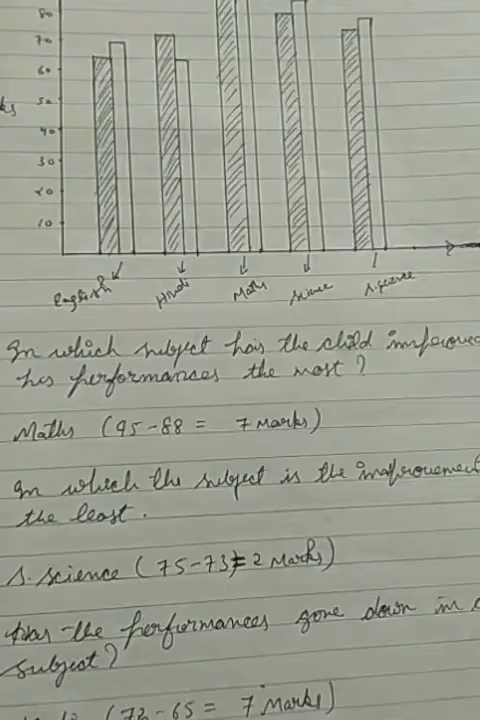 80
70
60
50
40
30
20
10
English
Hindi
Maths
Science
S.science
In which subject has the child improved
his performances the most ?
Maths (95-88 = 7 Marks)
In which the subject is the improvement
the least.
S. science (75-73 = 2 Marks)
Has the performances gone down in
subject?
(72-65 = 7 Marks)